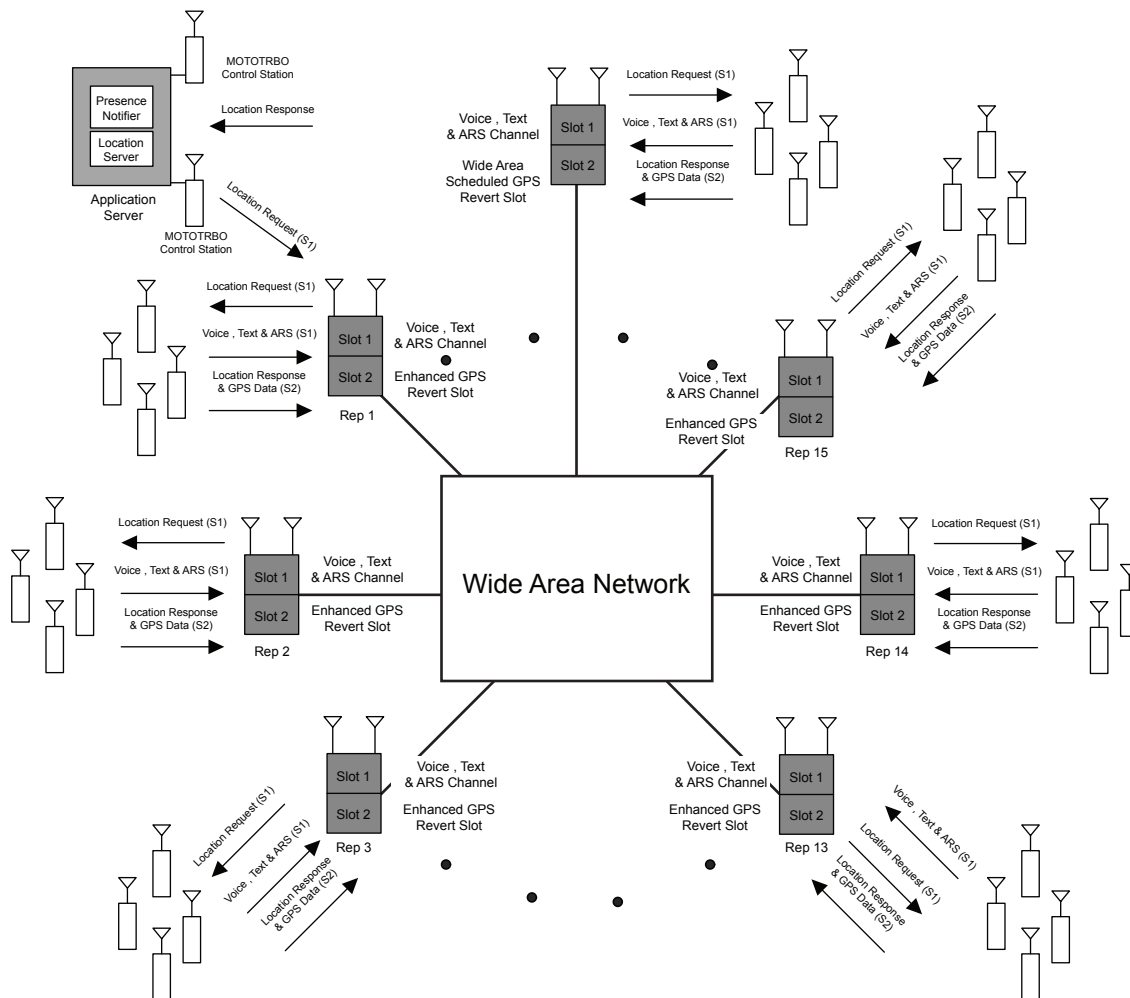 MOTOTRBO
Control Station
Presence
Notifier
Location
Server
Application
Server
Location Response
MOTOTRBO
Control Station
Location Request (S1)
Voice , Text
& ARS Channel
Wide Area
Scheduled GPS
Revert Slot
Slot 1
Slot 2
Location Request (S1)
Voice , Text & ARS (S1)
Location Response
& GPS Data (S2)
Location Request (S1)
Voice , Text & ARS (S1)
Location Response
& GPS Data (S2)
Slot 1
Slot 2
Rep 1
Voice , Text
& ARS Channel
Enhanced GPS
Revert Slot
Location Request (S1)
Voice , Text & ARS (S1)
Location Response
& GPS Data (S2)
Voice , Text
& ARS Channel
Enhanced GPS
Revert Slot
Slot 1
Slot 2
Rep 15
Location Request (S1)
Voice , Text & ARS (S1)
Location Response
& GPS Data (S2)
Slot 1
Slot 2
Rep 2
Voice , Text
& ARS Channel
Enhanced GPS
Revert Slot
Wide Area Network
Voice , Text
& ARS Channel
Enhanced GPS
Revert Slot
Slot 1
Slot 2
Rep 14
Location Request (S1)
Voice , Text & ARS (S1)
Location Response
& GPS Data (S2)
Location Request (S1)
Voice , Text & ARS (S1)
Location Response
& GPS Data (S2)
Slot 1
Slot 2
Rep 3
Voice , Text
& ARS Channel
Enhanced GPS
Revert Slot
Voice , Text
& ARS Channel
Enhanced GPS
Revert Slot
Slot 1
Slot 2
Rep 13
Voice , Text & ARS (S1)
Location Request (S1)
Location Response
& GPS Data (S2)